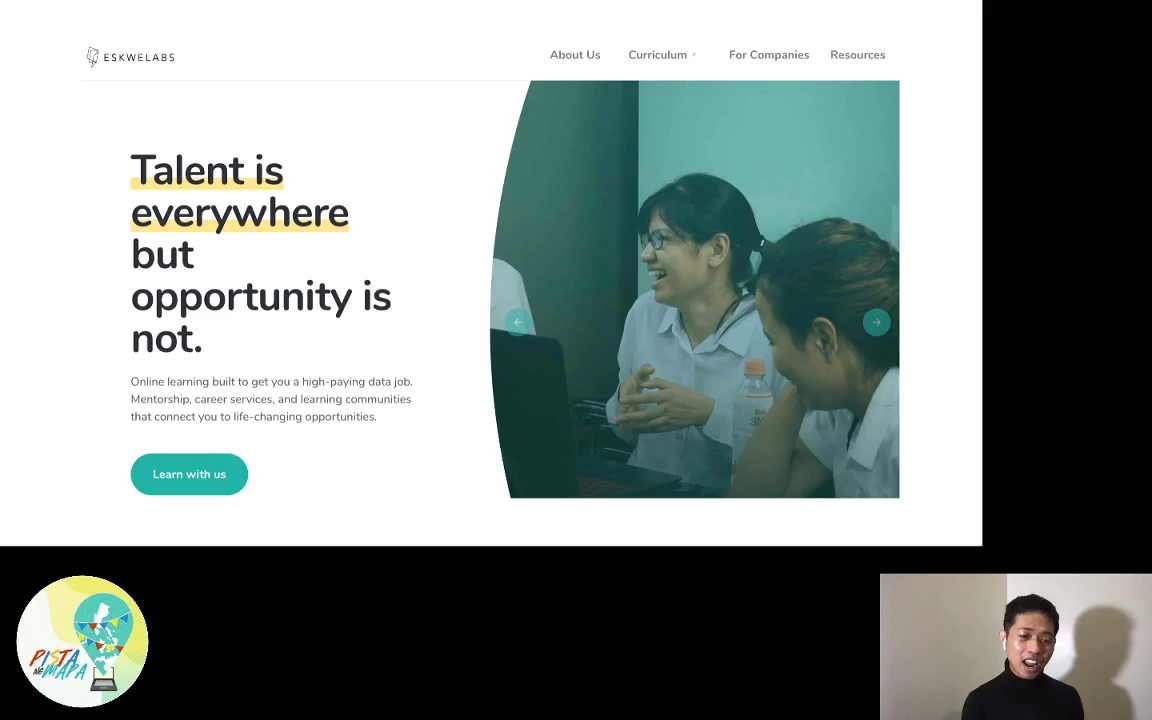 ESKWELABS
About Us
Curriculum
For Companies
Resources
Talent is
everywhere
but
opportunity is
not.
Online learning built to get you a high-paying data job.
Mentorship, career services, and learning communities
that connect you to life-changing opportunities.
Learn with us
PISTA
NG MAPA